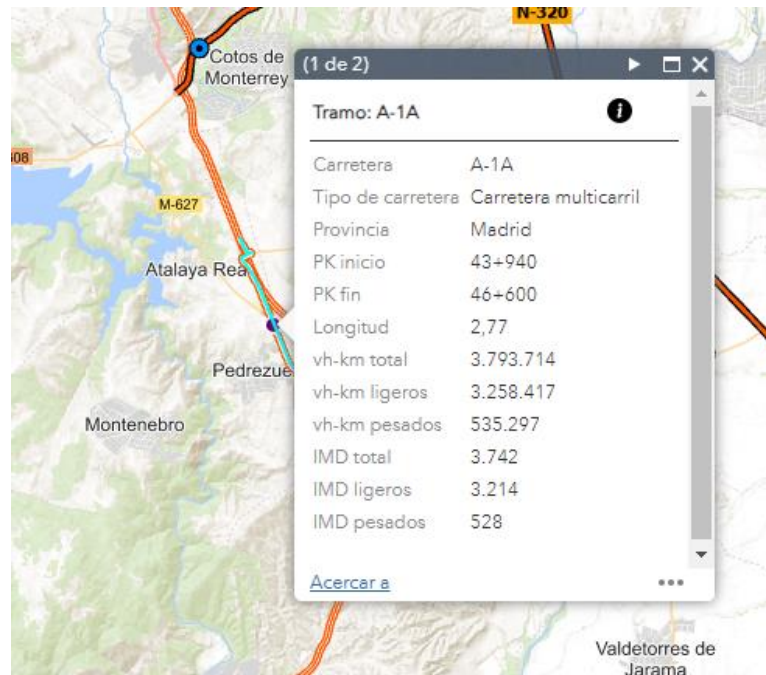 N-320
Cotos de
Monterrey
08
M-627
Atalaya Rea
Pedrezue
Montenebro
(1 de 2)
Tramo: A-1A
i
Carretera A-1A
Tipo de carretera Carretera multicarril
Provincia Madrid
PK inicio 43+940
PK fin 46+600
Longitud 2,77
vh-km total 3.793.714
vh-km ligeros 3.258.417
vh-km pesados 535.297
IMD total 3.742
IMD ligeros 3.214
IMD pesados 528
Acercar a
Valdetorres de
Jarama